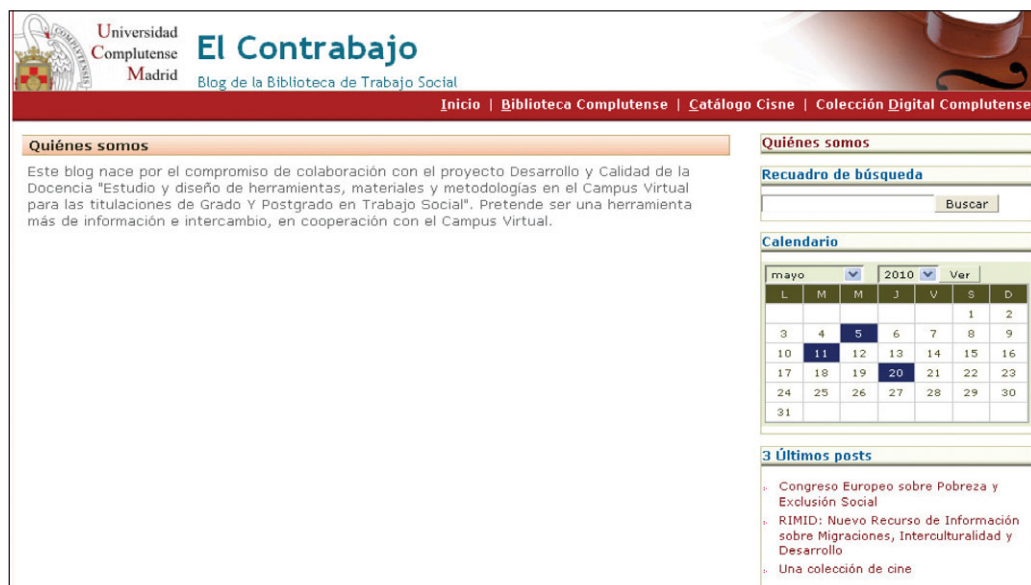 Universidad
Complutense
Madrid
El Contrabajo
Blog de la Biblioteca de Trabajo Social
Inicio | Biblioteca Complutense | Catálogo Cisne | Colección Digital Complutense
Quiénes somos
Este blog nace por el compromiso de colaboración con el proyecto Desarrollo y Calidad de la
Docencia "Estudio y diseño de herramientas, materiales y metodologías en el Campus Virtual
para las titulaciones de Grado Y Postgrado en Trabajo Social". Pretende ser una herramienta
más de información e intercambio, en cooperación con el Campus Virtual.
Quiénes somos
Recuadro de búsqueda
Buscar
Calendario
mayo 2010 Ver
L M M J V S D
1 2
3 4 5 6 7 8 9
10 11 12 13 14 15 16
17 18 19 20 21 22 23
24 25 26 27 28 29 30
31
3 Últimos posts
Congreso Europeo sobre Pobreza y
Exclusión Social
RIMID: Nuevo Recurso de Información
sobre Migraciones, Interculturalidad y
Desarrollo
Una colección de cine